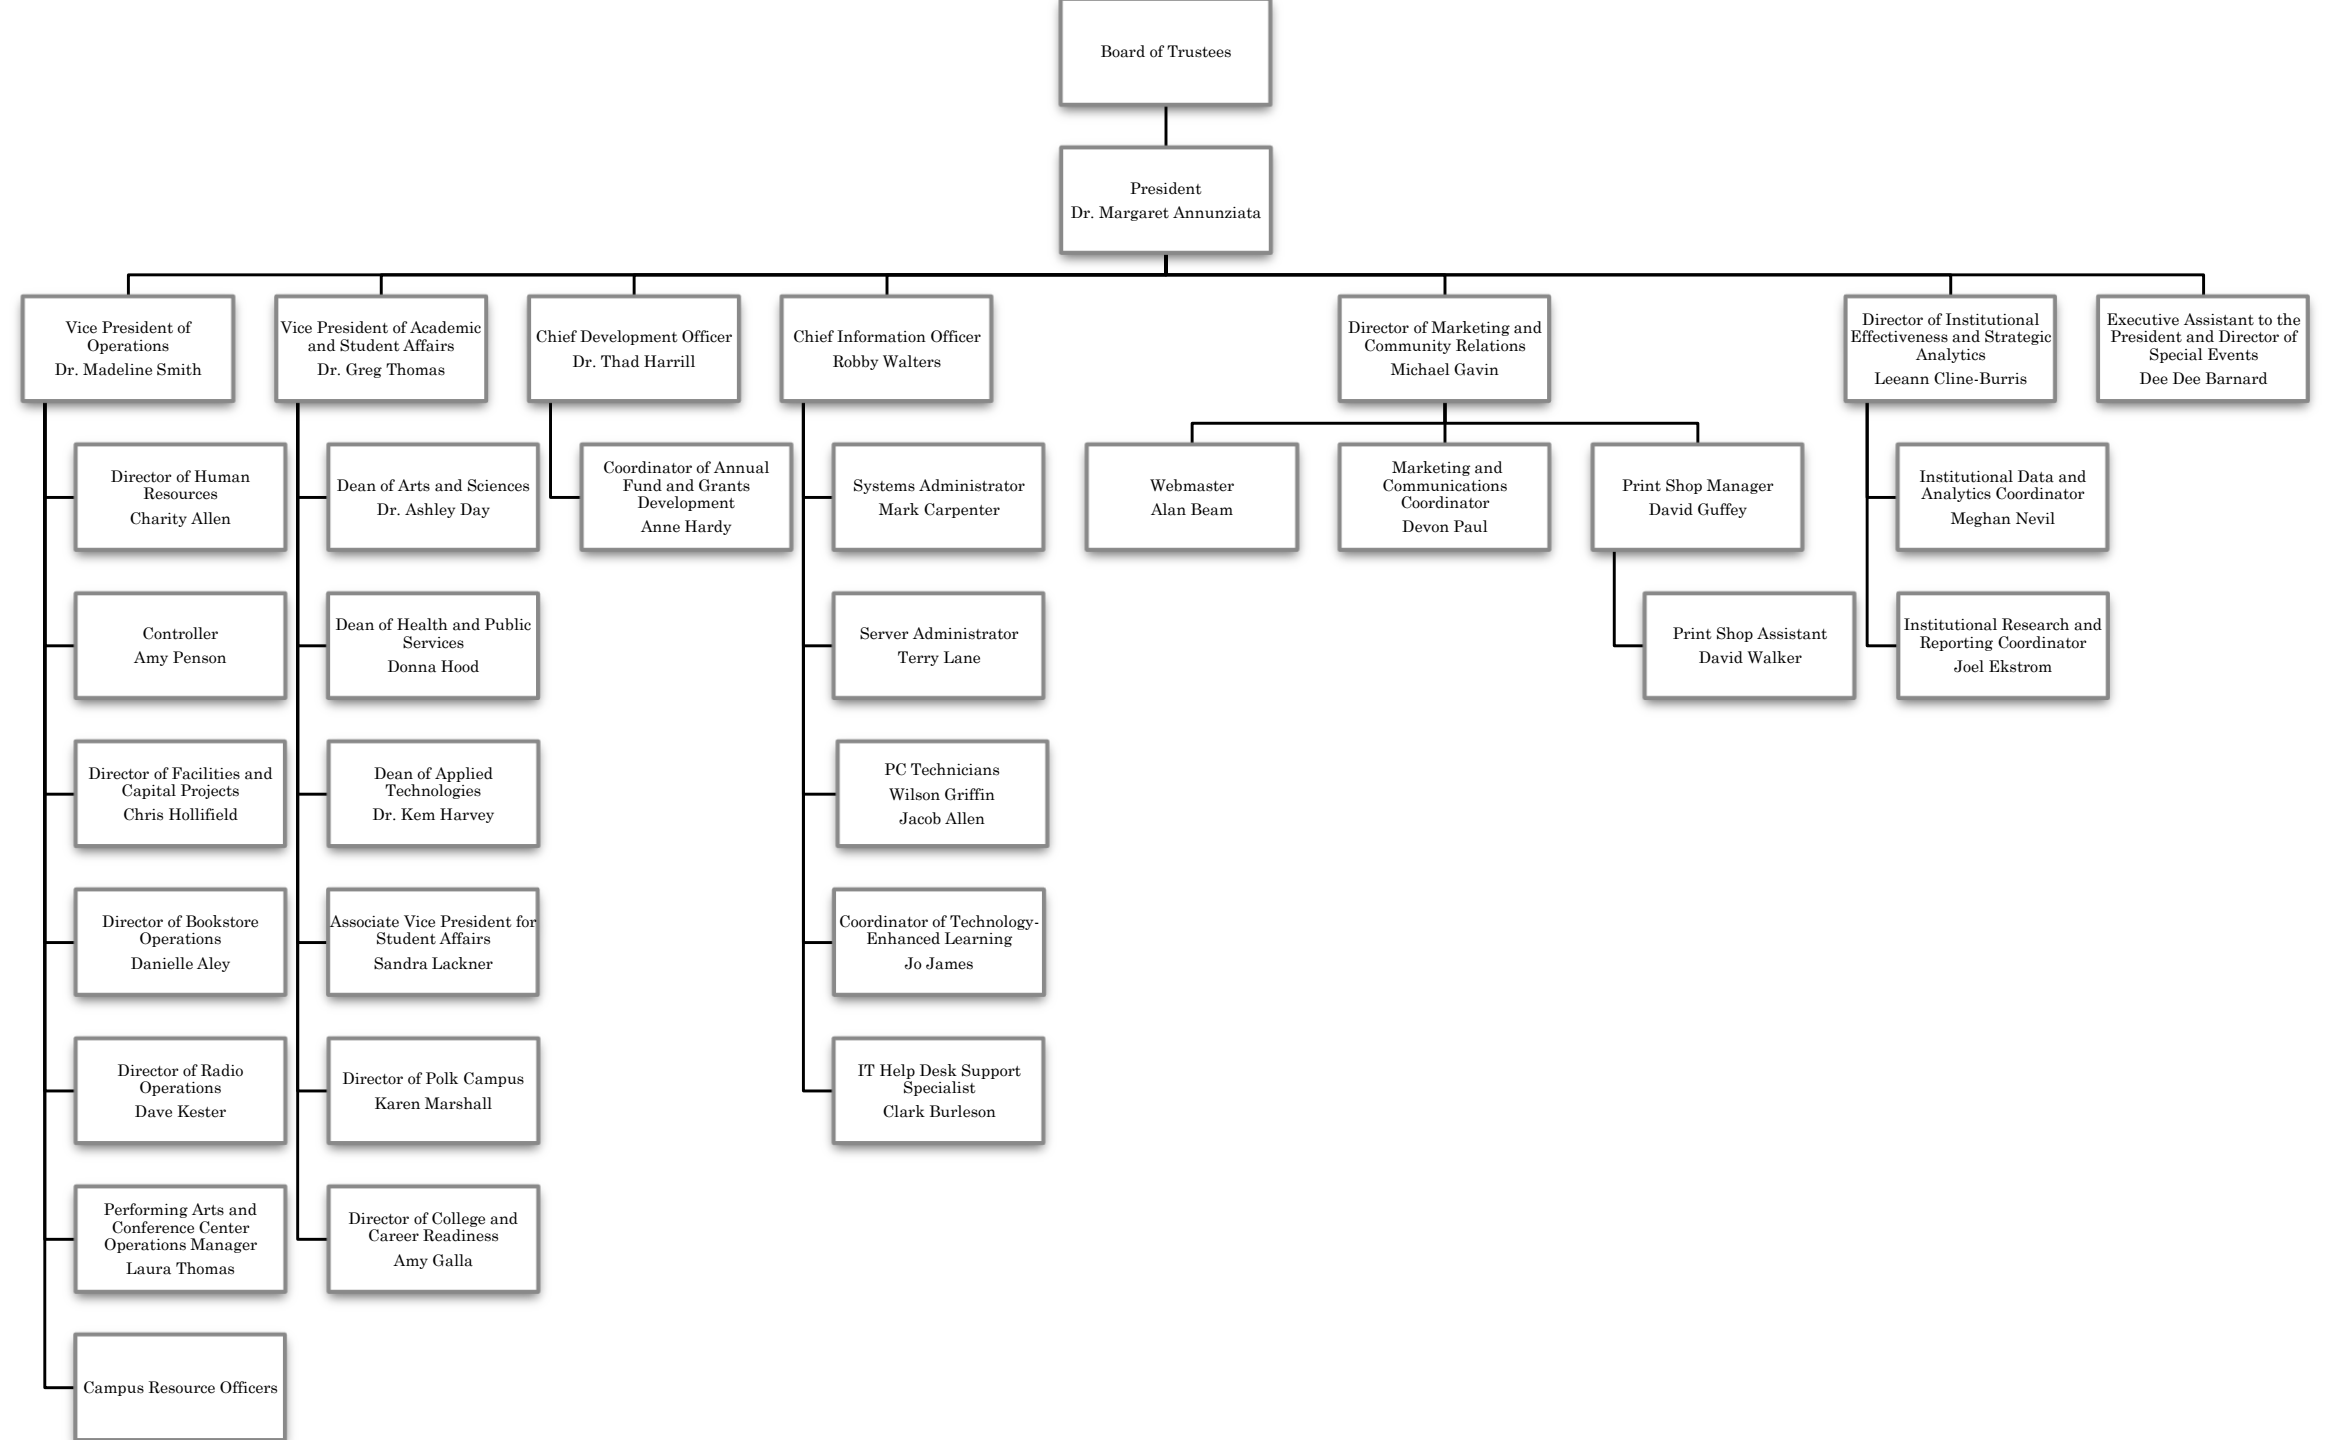 Board of Trustees
President
Dr. Margaret Annunziata
Vice President of
Operations
Dr. Madeline Smith
Vice President of Academic
and Student Affairs
Dr. Greg Thomas
Chief Development Officer
Dr. Thad Harrill
Chief Information Officer
Robby Walters
Director of Marketing and
Community Relations
Michael Gavin
Director of Institutional
Effectiveness and Strategic
Analytics
Leeann Cline-Burris
Executive Assistant to the
President and Director of
Special Events
Dee Dee Barnard
Director of Human
Resources
Charity Allen
Dean of Arts and Sciences
Dr. Ashley Day
Coordinator of Annual
Fund and Grants
Development
Anne Hardy
Systems Administrator
Mark Carpenter
Webmaster
Alan Beam
Marketing and
Communications
Coordinator
Devon Paul
Print Shop Manager
David Guffey
Institutional Data and
Analytics Coordinator
Meghan Nevil
Controller
Amy Penson
Dean of Health and Public
Services
Donna Hood
Server Administrator
Terry Lane
Print Shop Assistant
David Walker
Institutional Research and
Reporting Coordinator
Joel Ekstrom
Director of Facilities and
Capital Projects
Chris Hollifield
Dean of Applied
Technologies
Dr. Kem Harvey
PC Technicians
Wilson Griffin
Jacob Allen
Director of Bookstore
Operations
Danielle Aley
Associate Vice President for
Student Affairs
Sandra Lackner
Coordinator of Technology-
Enhanced Learning
Jo James
Director of Radio
Operations
Dave Kester
Director of Polk Campus
Karen Marshall
IT Help Desk Support
Specialist
Clark Burleson
Performing Arts and
Conference Center
Operations Manager
Laura Thomas
Director of College and
Career Readiness
Amy Galla
Campus Resource Officers